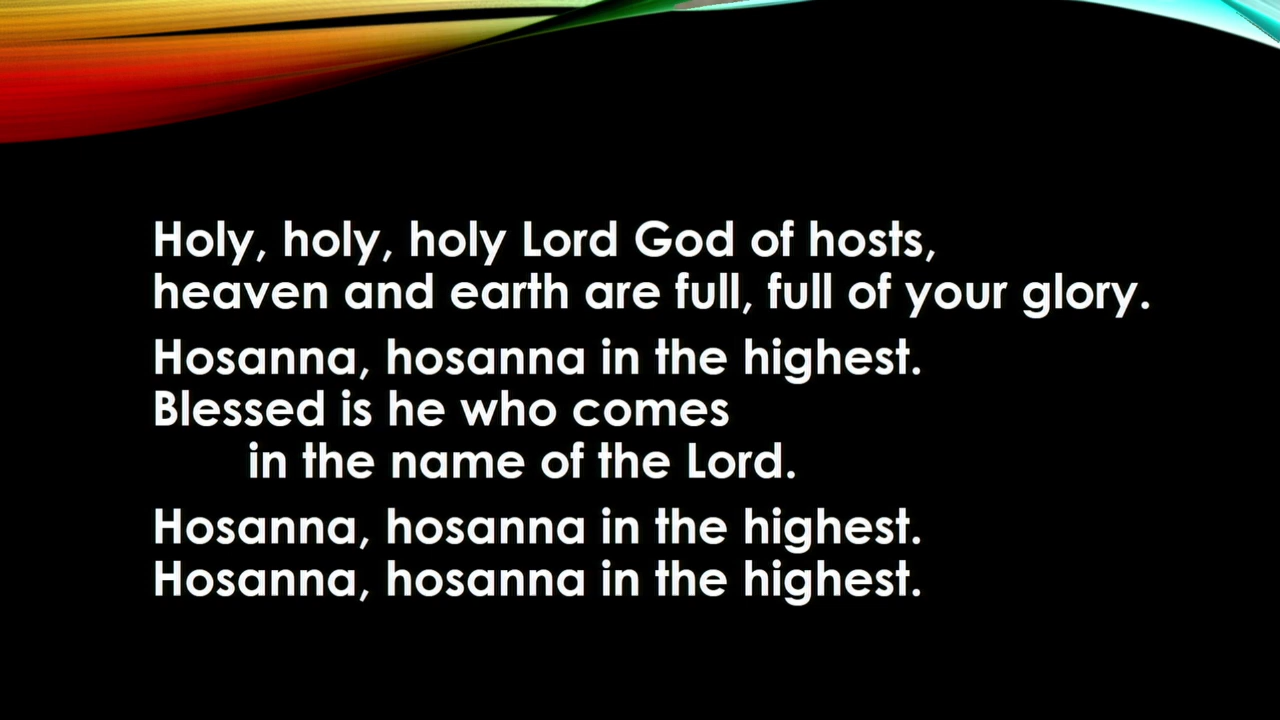 Holy, holy, holy Lord God of hosts,
heaven and earth are full, full of your glory.
Hosanna, hosanna in the highest.
Blessed is he who comes
in the name of the Lord.
Hosanna, hosanna in the highest.
Hosanna, hosanna in the highest.